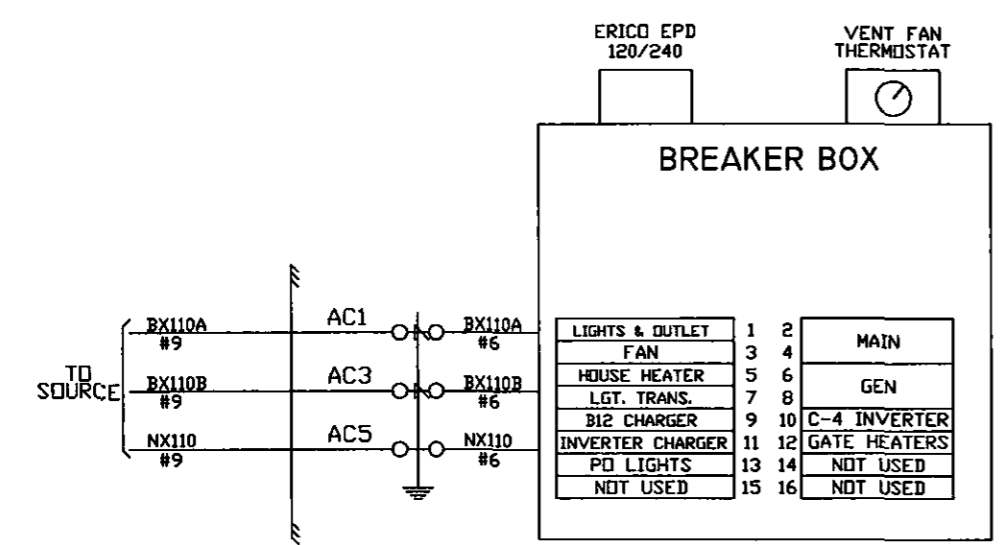 ERICO EPD
120/240
VENT FAN
THERMOSTAT
BREAKER BOX
TO
SOURCE
BX110A
#9
AC1
BX110A
#6
BX110B
#9
AC3
BX110B
#6
NX110
#9
AC5
NX110
#6
LIGHTS & OUTLET 1 2 MAIN
FAN 3 4
HOUSE HEATER 5 6 GEN
LGT. TRANS. 7 8
B12 CHARGER 9 10 C-4 INVERTER
INVERTER CHARGER 11 12 GATE HEATERS
PO LIGHTS 13 14 NOT USED
NOT USED 15 16 NOT USED